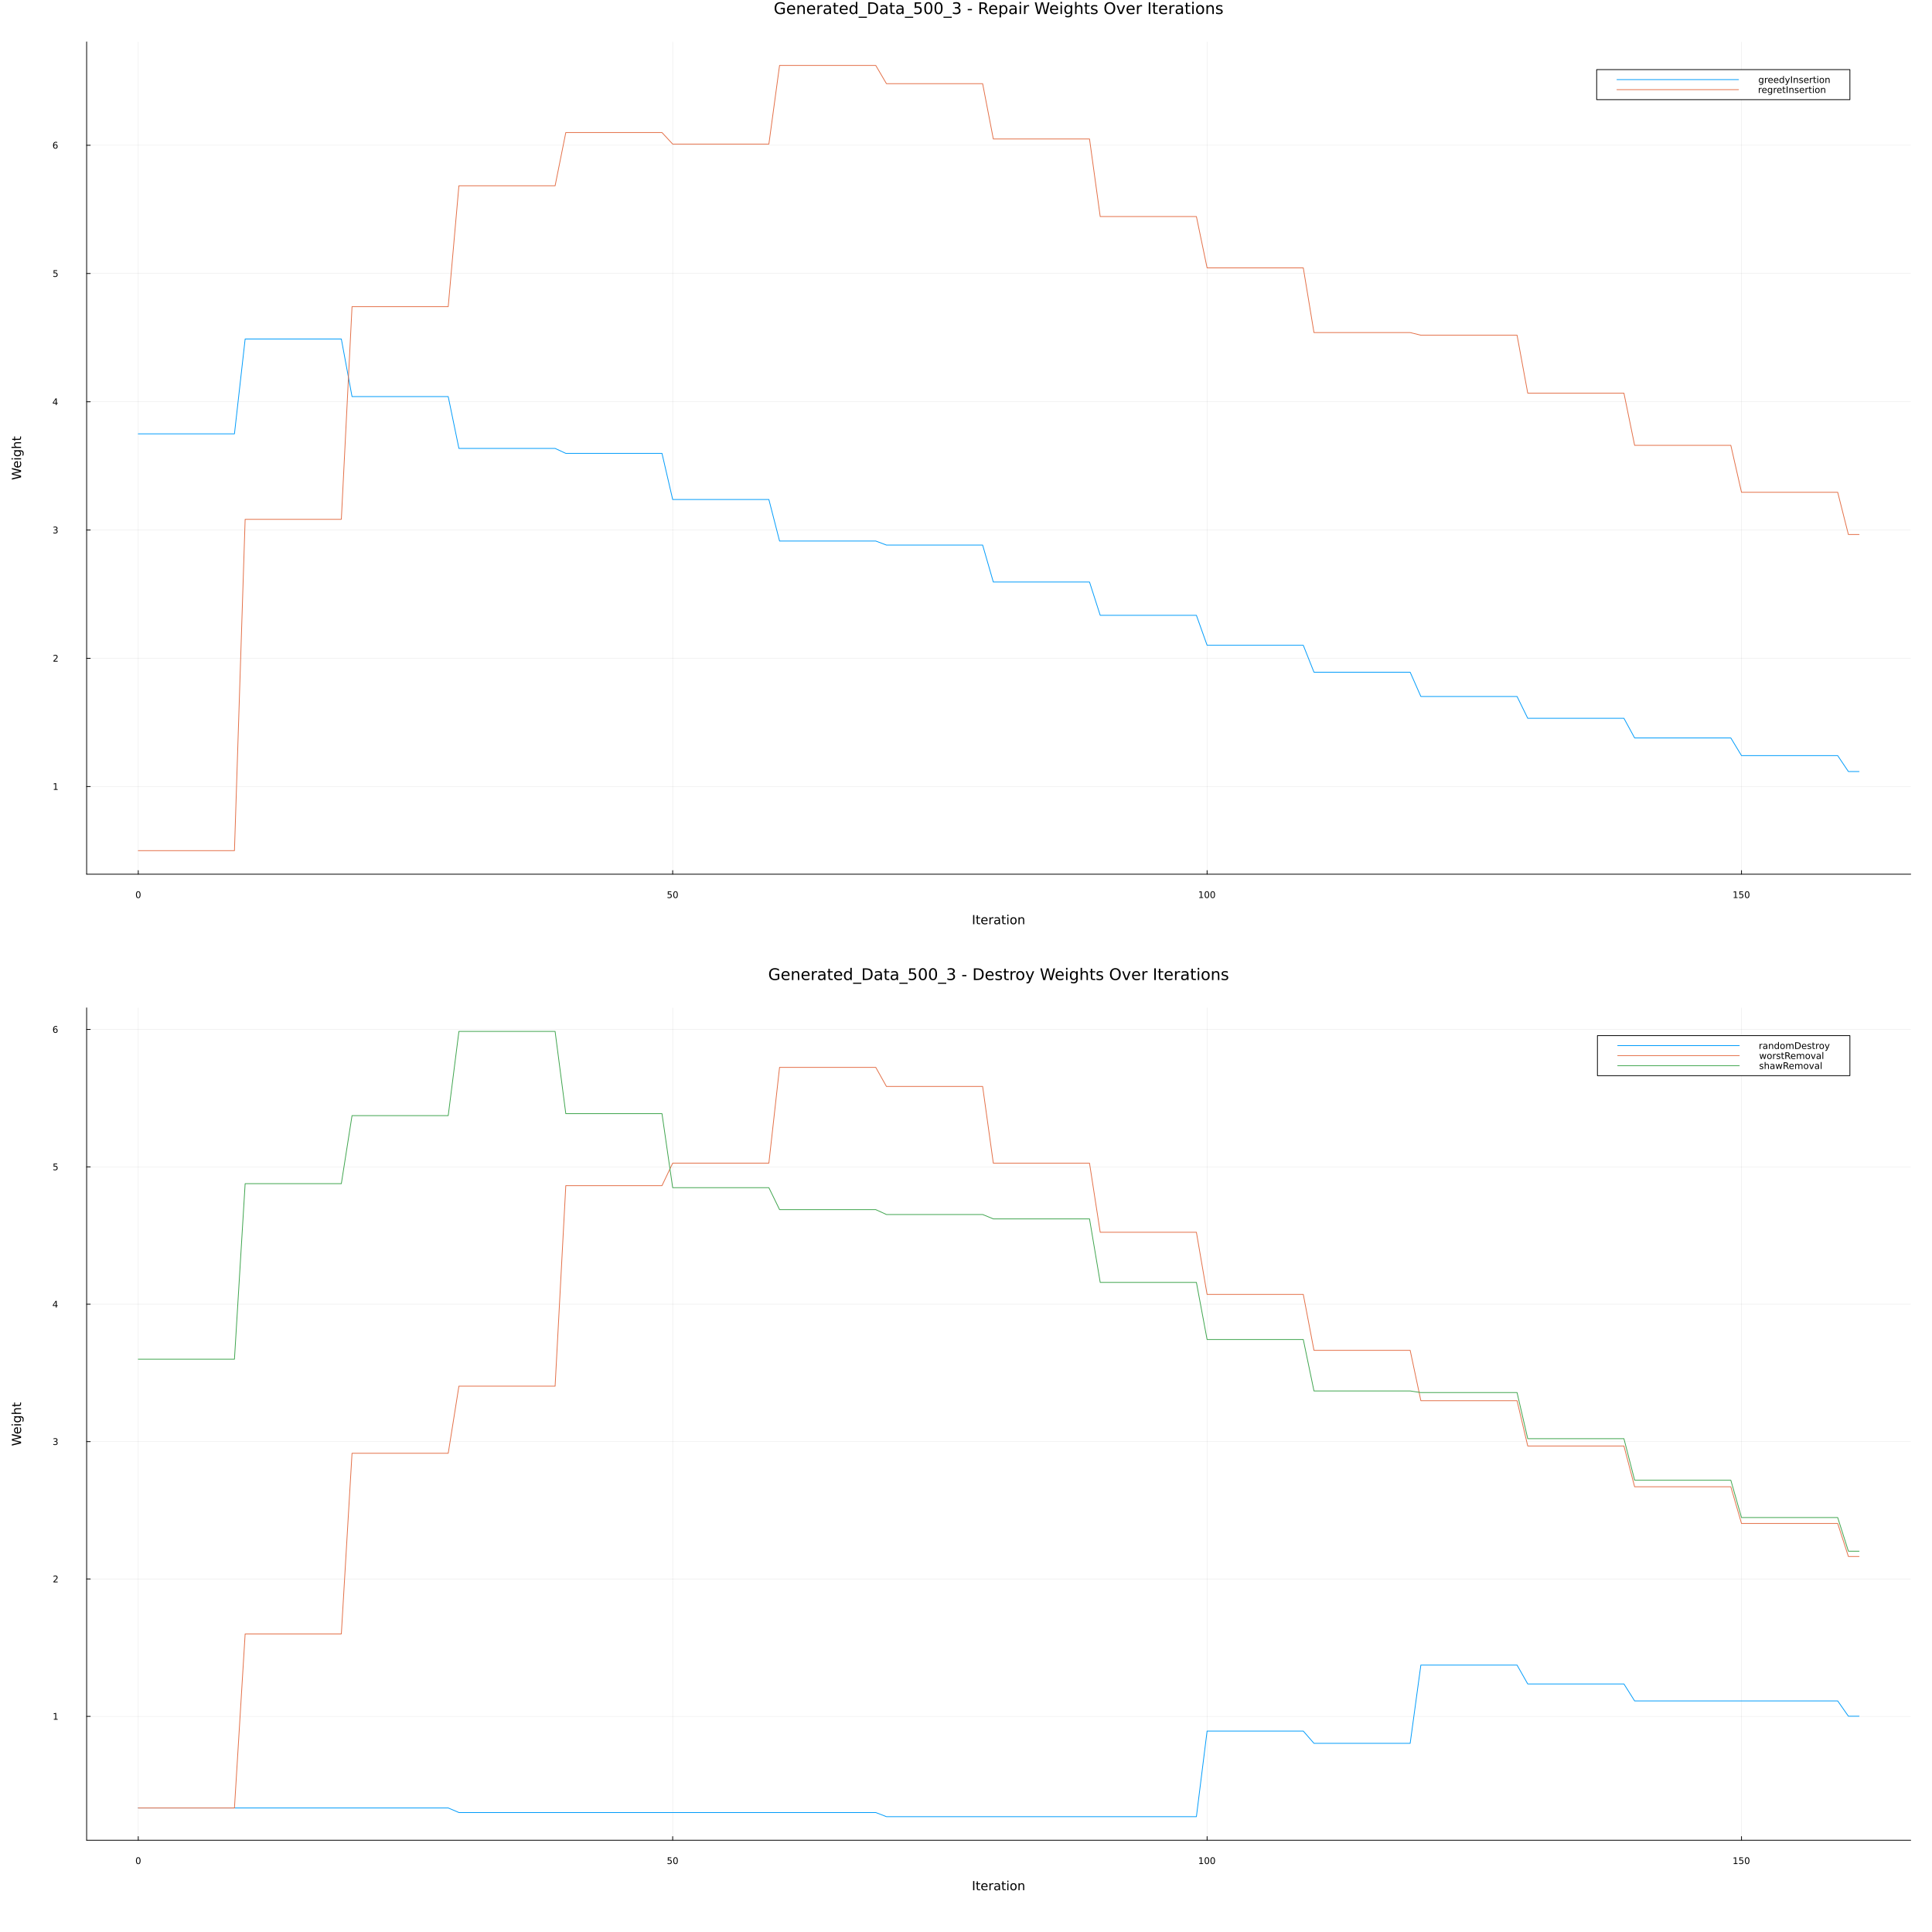 Generated_Data_500_3 - Repair Weights Over Iterations
greedyInsertion
regretInsertion
6
5
4
3
2
1
Weight
0 50 100 150
Iteration
Generated_Data_500_3 - Destroy Weights Over Iterations
randomDestroy
worstRemoval
shawRemoval
6
5
4
3
2
1
Weight
0 50 100 150
Iteration